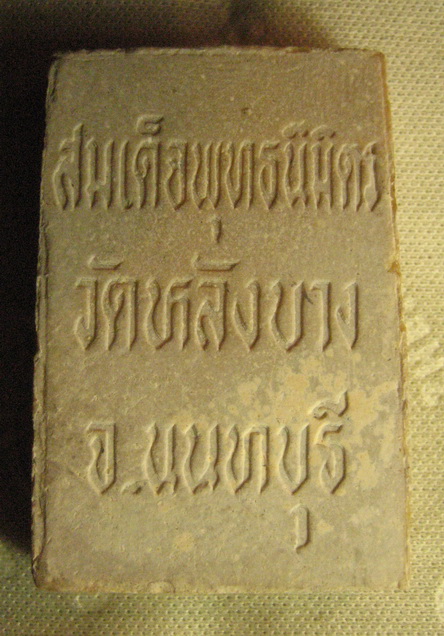 สมเด็จพุทธนิมิตร
วัดหลังบาง
จ.นนทบุรี